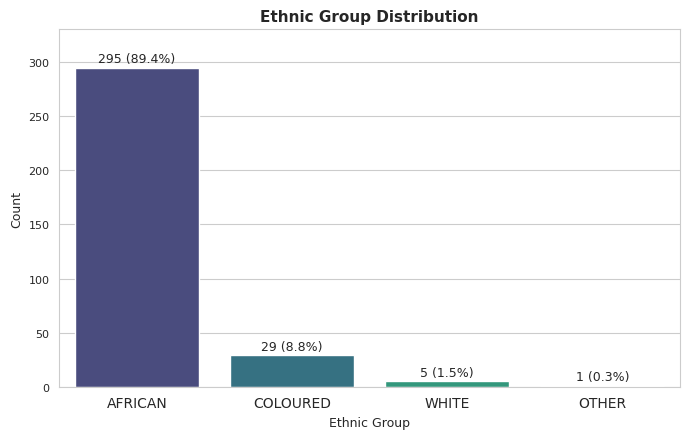 Ethnic Group Distribution
Count
300
250
200
150
100
50
0
295 (89.4%)
29 (8.8%)
5 (1.5%)
1 (0.3%)
AFRICAN
COLOURED
WHITE
OTHER
Ethnic Group